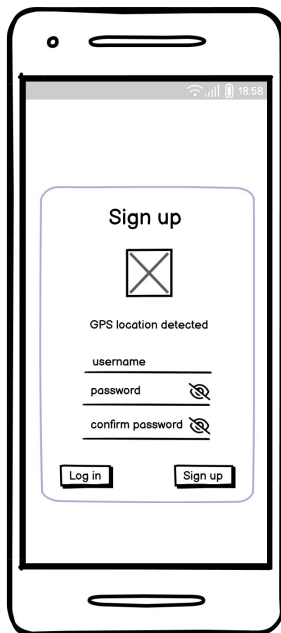 18:58
Sign up
GPS location detected
username
password
confirm password
Log in
Sign up